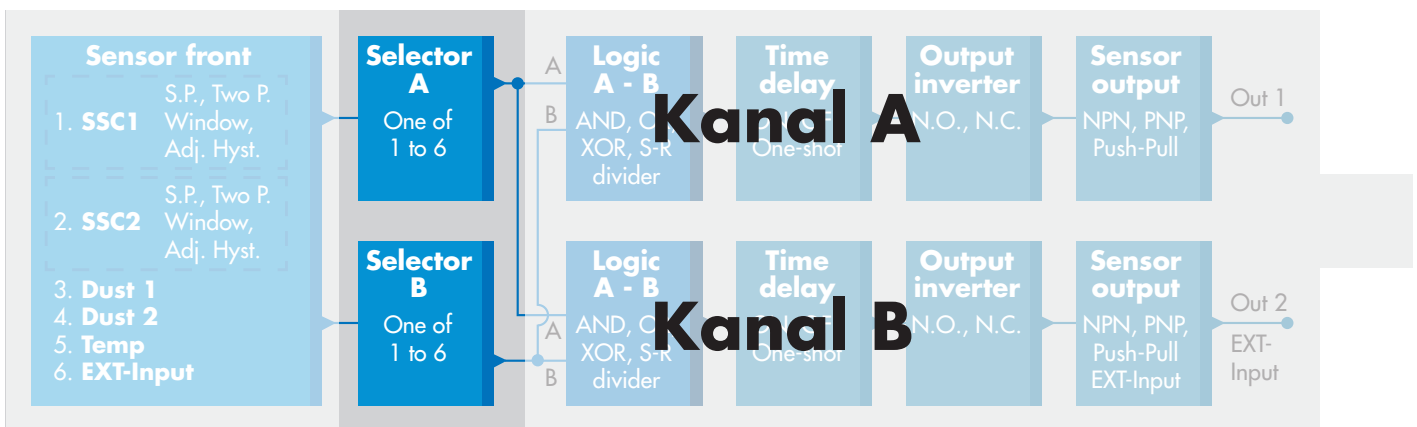 Sensor front
1. SSC1
S.P., Two P.
Window,
Adj. Hyst.
2. SSC2
S.P., Two P.
Window,
Adj. Hyst.
3. Dust 1
4. Dust 2
5. Temp
6. EXT-Input
Selector
A
One of
1 to 6
A
B
Logic
A - B
AND,
XOR, S-R
divider
Time
delay
One-shot
Output
inverter
N.O., N.C.
Sensor
output
NPN, PNP,
Push-Pull
Out 1
Kanal A
Selector
B
One of
1 to 6
A
B
Logic
A - B
AND,
XOR, S-R
divider
Time
delay
One-shot
Output
inverter
N.O., N.C.
Sensor
output
NPN, PNP,
Push-Pull
EXT-Input
Out 2
EXT-
Input
Kanal B